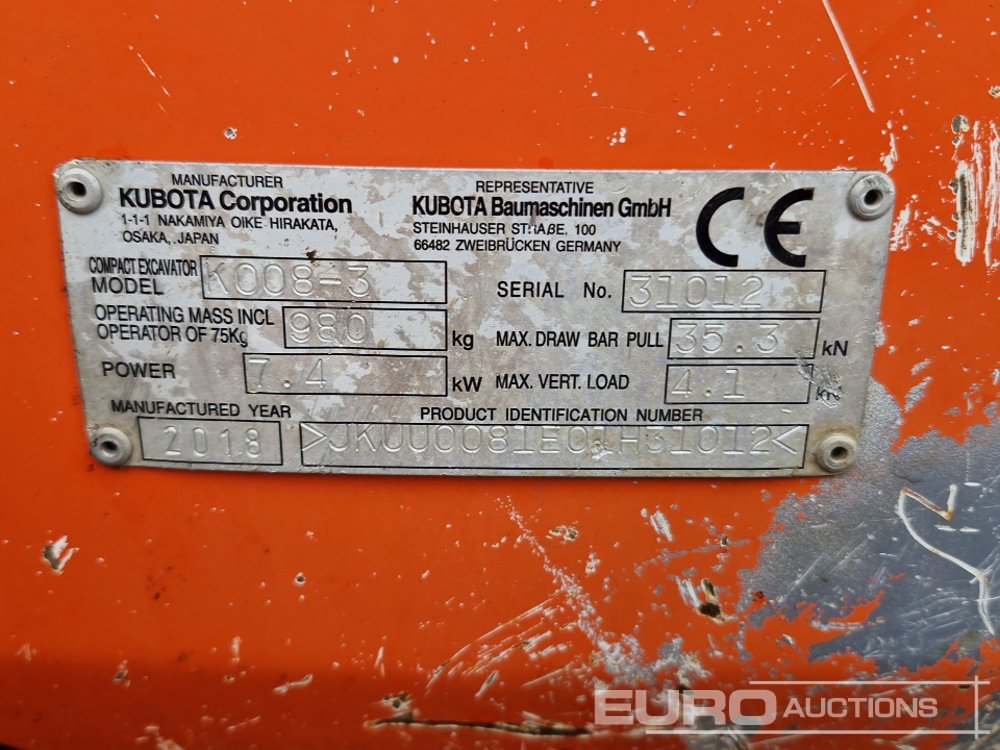 MANUFACTURER
KUBOTA Corporation
1-1-1 NAKAMIYA OIKE HIRAKATA,
OSAKA, JAPAN
REPRESENTATIVE
KUBOTA Baumaschinen GmbH
STEINHAUSER STRAßE. 100
66482 ZWEIBRÜCKEN GERMANY
CE
COMPACT EXCAVATOR
MODEL K008-3
SERIAL No. 31012
OPERATING MASS INCL
OPERATOR OF 75Kg 980 kg
MAX. DRAW BAR PULL 35.3 kN
POWER 7.4 kW
MAX. VERT. LOAD 4.1 kN
MANUFACTURED YEAR
2018
PRODUCT IDENTIFICATION NUMBER
>JKUU0081E01H31012<
EURO AUCTIONS